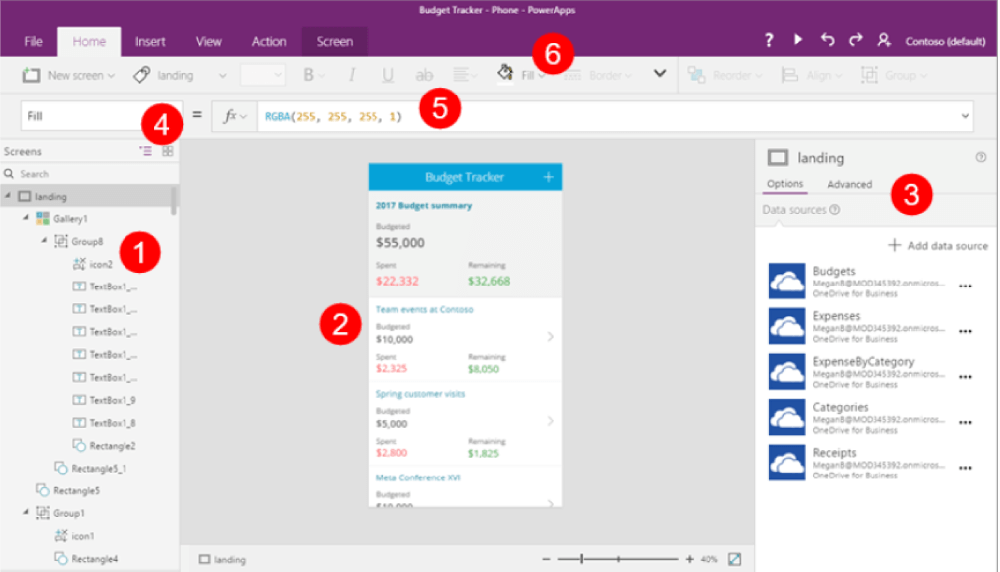 Budget Tracker - Phone - PowerApps
File Home Insert View Action Screen ? Contoso (default)
New screen landing B I U ab Fill Border Reorder Align Group
6
Fill = fx RGBA(255, 255, 255, 1)
4
5
Screens
Search
landing
Gallery1
Group8
1
icon2
TextBox1_...
TextBox1_...
TextBox1_...
TextBox1_...
TextBox1_...
TextBox1_9
TextBox1_8
Rectangle2
Rectangle5_1
Rectangle5
Group1
icon1
Rectangle4
Budget Tracker +
2017 Budget summary
Budgeted
$55,000
Spent Remaining
$22,332 $32,668
2
Team events at Contoso
Budgeted
$10,000
Spent Remaining
$2,325 $8,050
Spring customer visits
Budgeted
$5,000
Spent Remaining
$2,800 $1,825
Meta Conference XVI
Budgeted
$10,000
landing - + 40%
landing
Options Advanced
3
Data sources
+ Add data source
Budgets
MeganB@MOD345392.onmicros...
OneDrive for Business
Expenses
MeganB@MOD345392.onmicros...
OneDrive for Business
ExpenseByCategory
MeganB@MOD345392.onmicros...
OneDrive for Business
Categories
MeganB@MOD345392.onmicros...
OneDrive for Business
Receipts
MeganB@MOD345392.onmicros...
OneDrive for Business